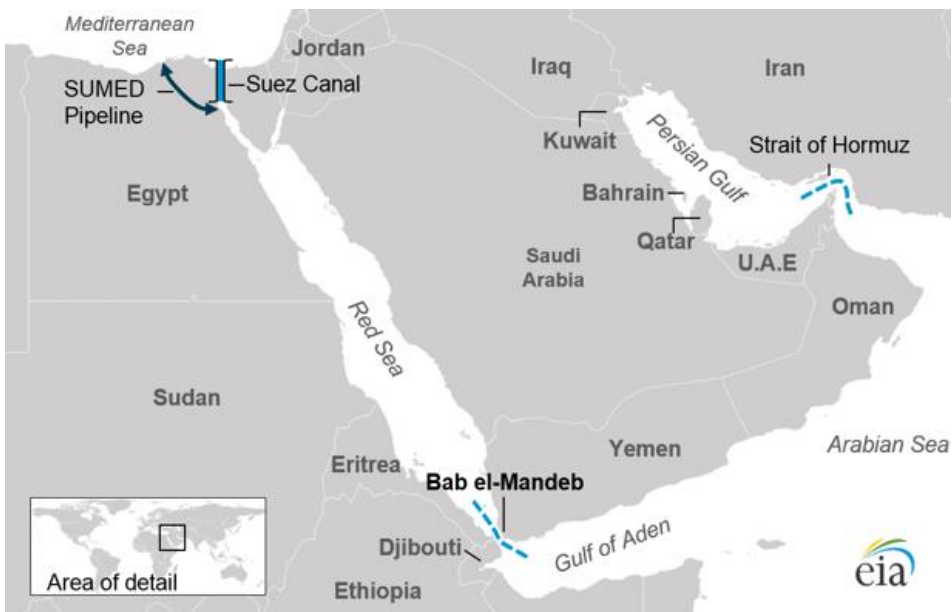 Mediterranean
Sea
Jordan
Iraq
Iran
SUMED
Pipeline
Suez Canal
Kuwait
Persian Gulf
Strait of Hormuz
Egypt
Bahrain
Qatar
Saudi
Arabia
U.A.E
Oman
Red Sea
Sudan
Yemen
Arabian Sea
Eritrea
Bab el-Mandeb
Djibouti
Gulf of Aden
Ethiopia
Area of detail
eia